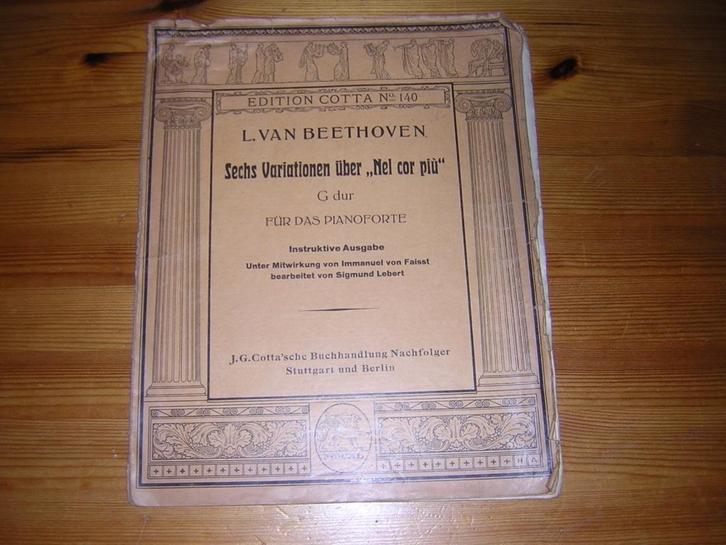 EDITION COTTA No. 140
L. VAN BEETHOVEN
Sechs Variationen über „Nel cor più“
G dur
FÜR DAS PIANOFORTE
Instruktive Ausgabe
Unter Mitwirkung von Immanuel von Faisst
bearbeitet von Sigmund Lebert
J. G. Cotta'sche Buchhandlung Nachfolger
Stuttgart und Berlin
H A